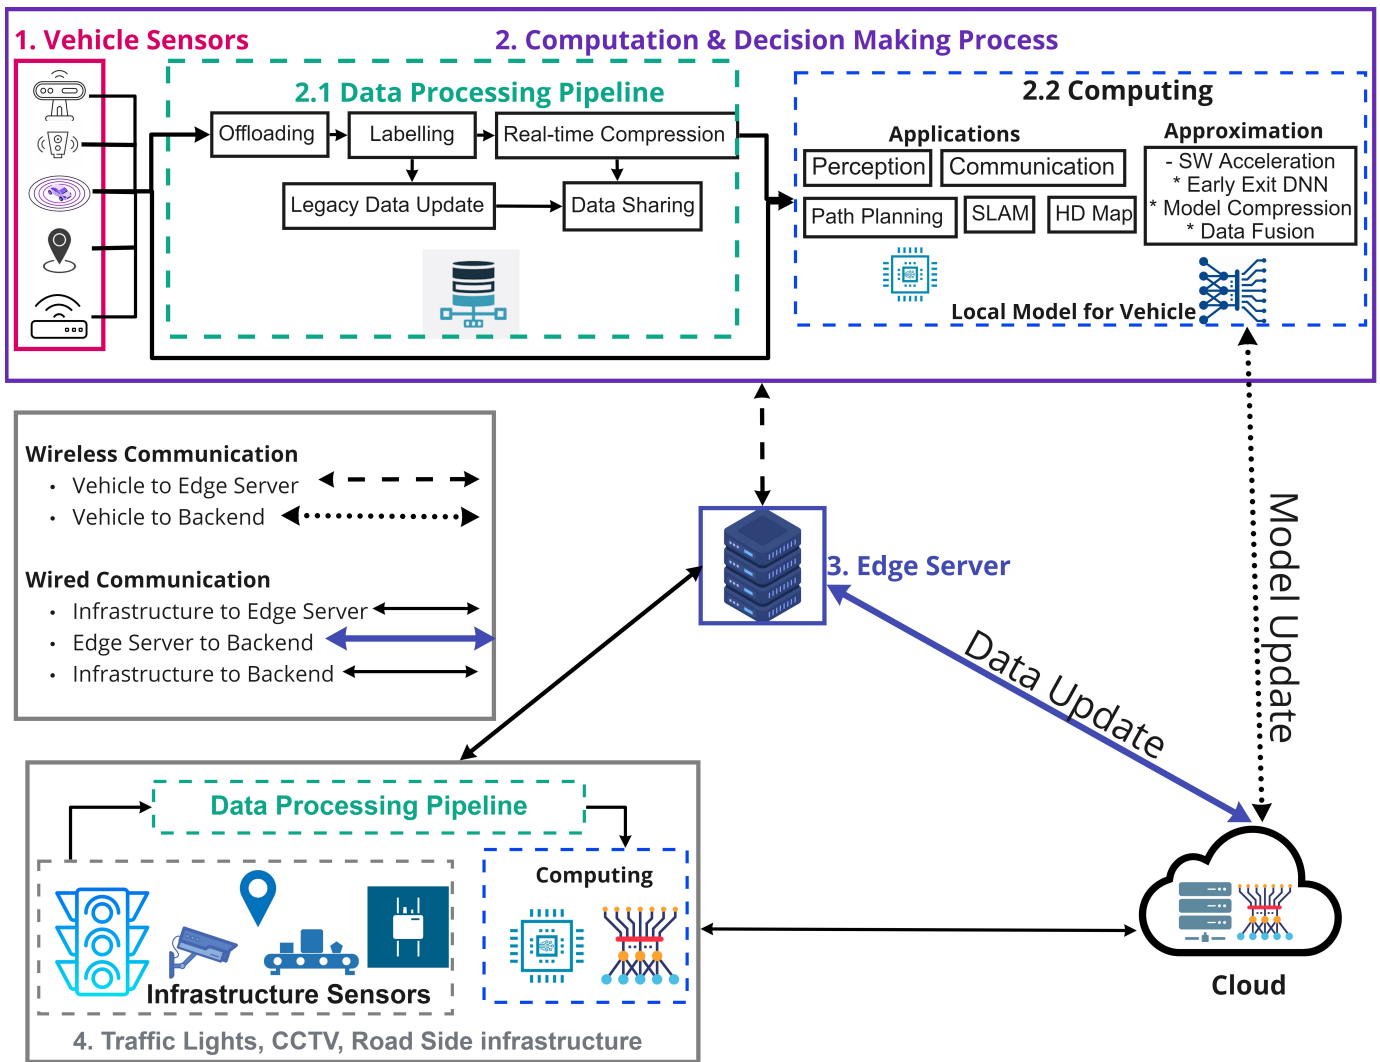 1. Vehicle Sensors
2. Computation & Decision Making Process
2.1 Data Processing Pipeline
Offloading
Labelling
Real-time Compression
Legacy Data Update
Data Sharing
2.2 Computing
Applications
Perception
Communication
Path Planning
SLAM
HD Map
Approximation
- SW Acceleration
* Early Exit DNN
* Model Compression
* Data Fusion
Local Model for Vehicle
Wireless Communication
· Vehicle to Edge Server
· Vehicle to Backend
Wired Communication
· Infrastructure to Edge Server
· Edge Server to Backend
· Infrastructure to Backend
3. Edge Server
Data Update
Model Update
Data Processing Pipeline
Computing
Infrastructure Sensors
4. Traffic Lights, CCTV, Road Side infrastructure
Cloud